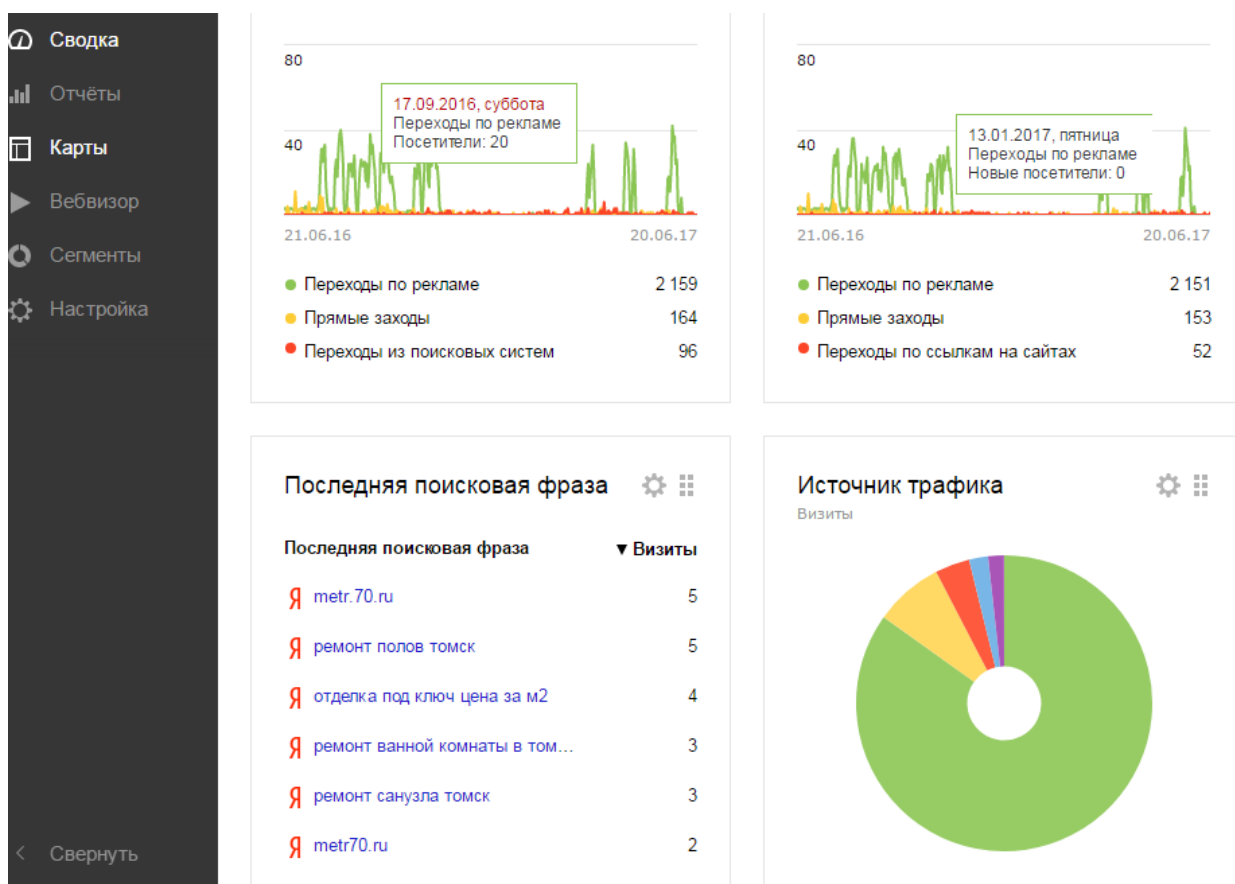 Сводка
Отчёты
Карты
Вебвизор
Сегменты
Настройка
Свернуть
80
17.09.2016, суббота
Переходы по рекламе
Посетители: 20
40
21.06.16 20.06.17
Переходы по рекламе 2 159
Прямые заходы 164
Переходы из поисковых систем 96
80
13.01.2017, пятница
Переходы по рекламе
Новые посетители: 0
40
21.06.16 20.06.17
Переходы по рекламе 2 151
Прямые заходы 153
Переходы по ссылкам на сайтах 52
Последняя поисковая фраза
Последняя поисковая фраза ▼ Визиты
Я metr.70.ru 5
Я ремонт полов томск 5
Я отделка под ключ цена за м2 4
Я ремонт ванной комнаты в том... 3
Я ремонт санузла томск 3
Я metr70.ru 2
Источник трафика
Визиты